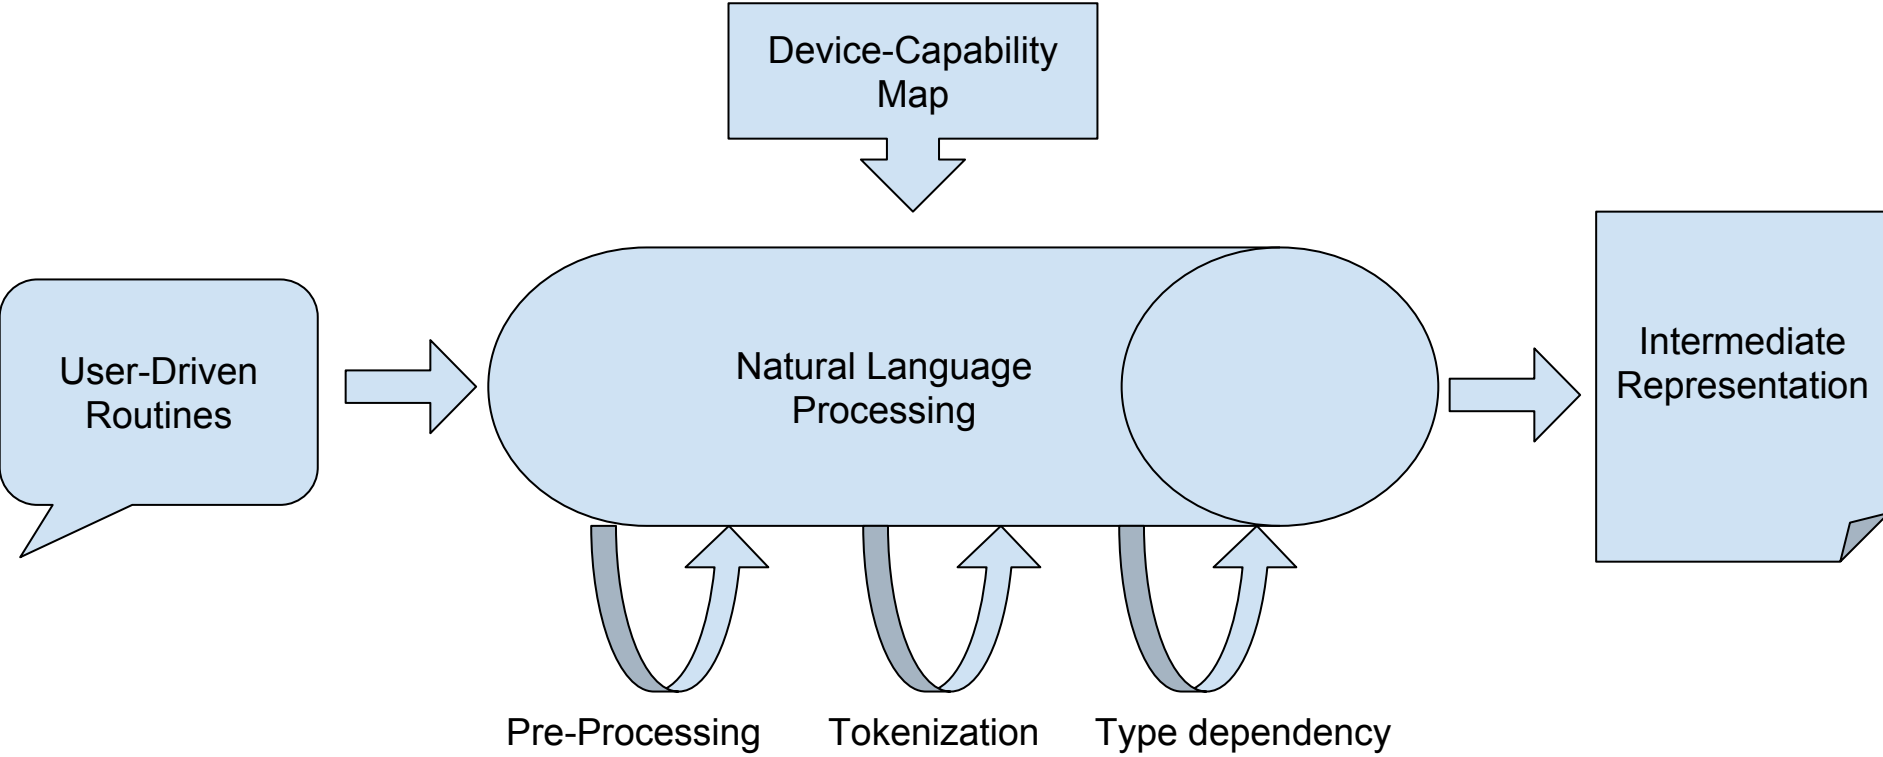 Device-Capability
Map
User-Driven
Routines
Natural Language
Processing
Intermediate
Representation
Pre-Processing
Tokenization
Type dependency